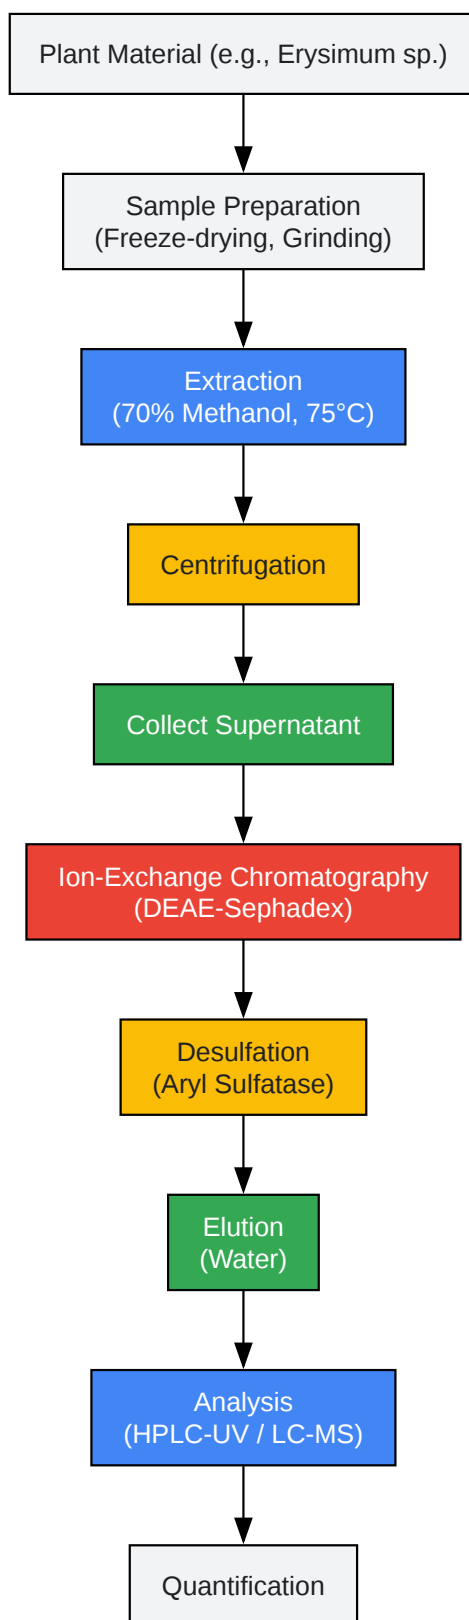 Plant Material (e.g., Erysimum sp.)
Sample Preparation
(Freeze-drying, Grinding)
Extraction
(70% Methanol, 75°C)
Centrifugation
Collect Supernatant
Ion-Exchange Chromatography
(DEAE-Sephadex)
Desulfation
(Aryl Sulfatase)
Elution
(Water)
Analysis
(HPLC-UV / LC-MS)
Quantification